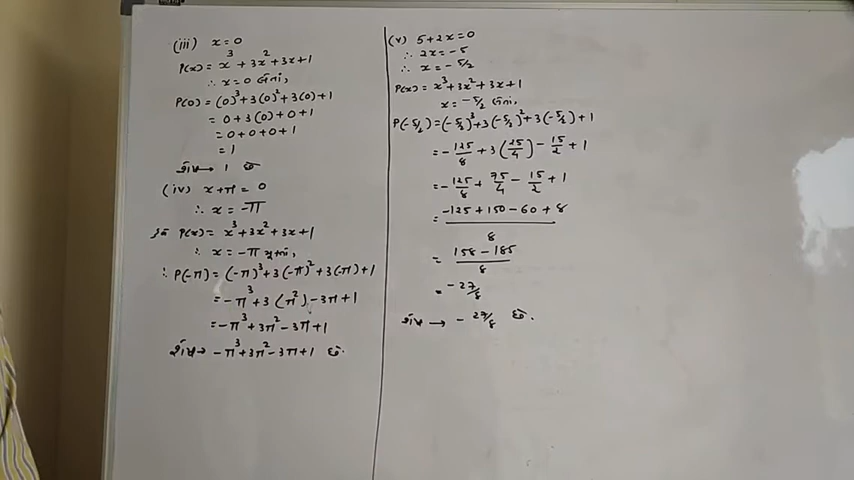 (iii) x=0
P(x) = x³+3x²+3x+1
∴ x=0 લેતાં,
P(0) = (0)³+3(0)²+3(0)+1
= 0+3(0)+0+1
= 0+0+0+1
= 1
શેષ → 1 છે
(iv) x+π = 0
∴ x = -π
P(x) = x³+3x²+3x+1
∴ x = -π મૂકતાં,
∴ P(-π) = (-π)³+3(-π)²+3(-π)+1
= -π³+3(π²)-3π+1
= -π³+3π²-3π+1
શેષ → -π³+3π²-3π+1 છે.
(v) 5+2x=0
∴ 2x=-5
∴ x=-5/2
P(x) = x³+3x²+3x+1
x=-5/2 લેતાં,
P(-5/2) = (-5/2)³+3(-5/2)²+3(-5/2)+1
= -125/8 + 3(25/4) - 15/2 + 1
= -125/8 + 75/4 - 15/2 + 1
= -125+150-60+8
8
= 158-185
8
= -27/8
શેષ → -27/8 છે.